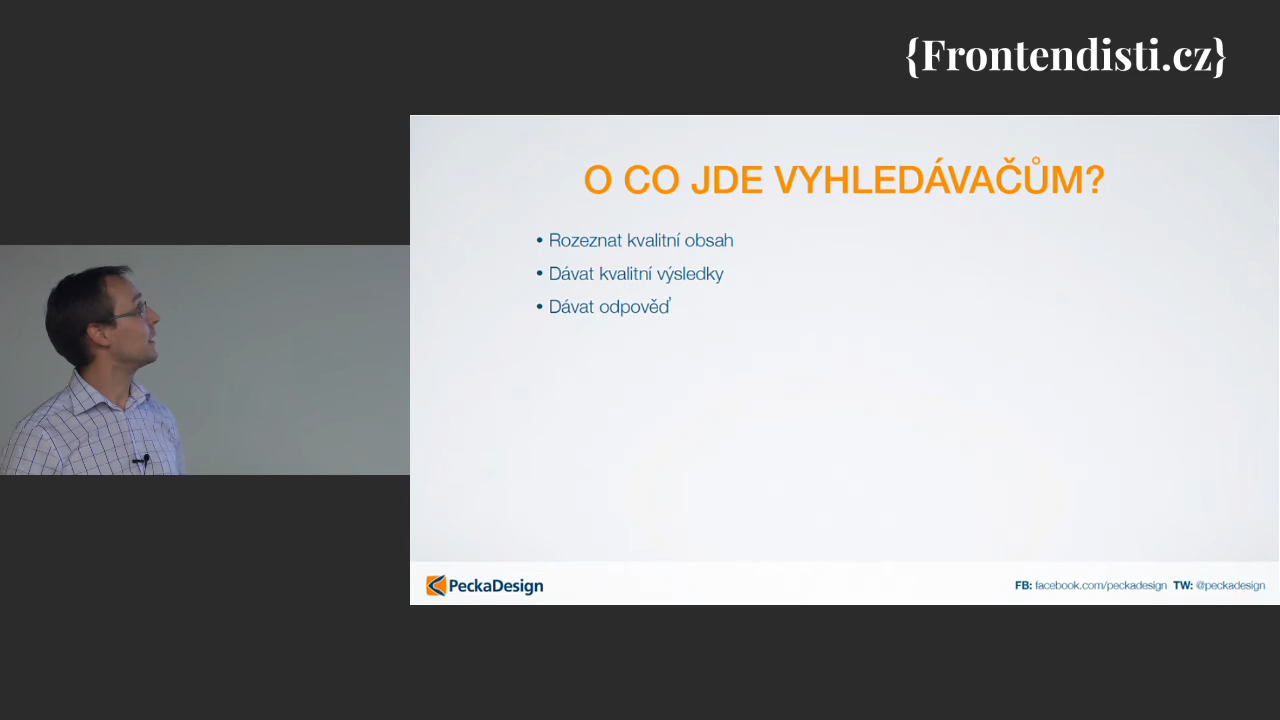 {Frontendisti.cz}
O CO JDE VYHLEDÁVAČŮM?
• Rozeznat kvalitní obsah
• Dávat kvalitní výsledky
• Dávat odpověď
PeckaDesign
FB: facebook.com/peckadesign TW: @peckadesign